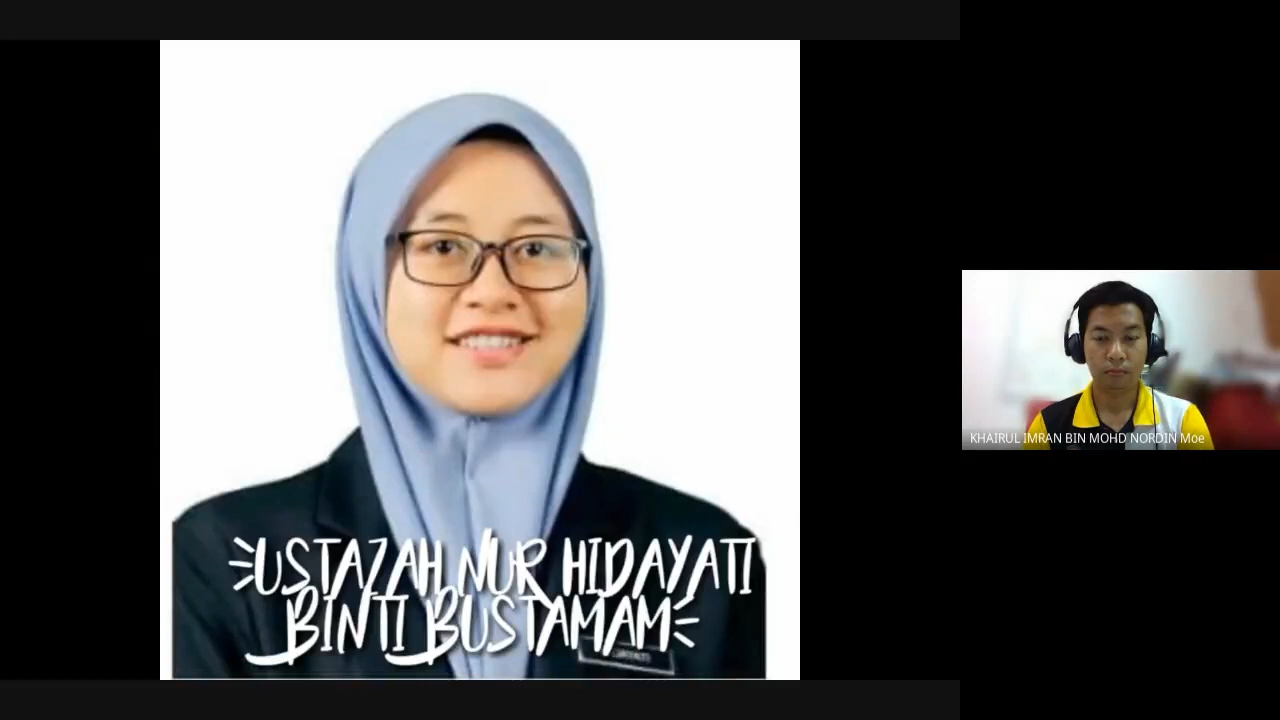 USTAZAH NUR HIDAYATI
BINTI BUSTAMAM
KHAIRUL IMRAN BIN MOHD NORDIN Moe